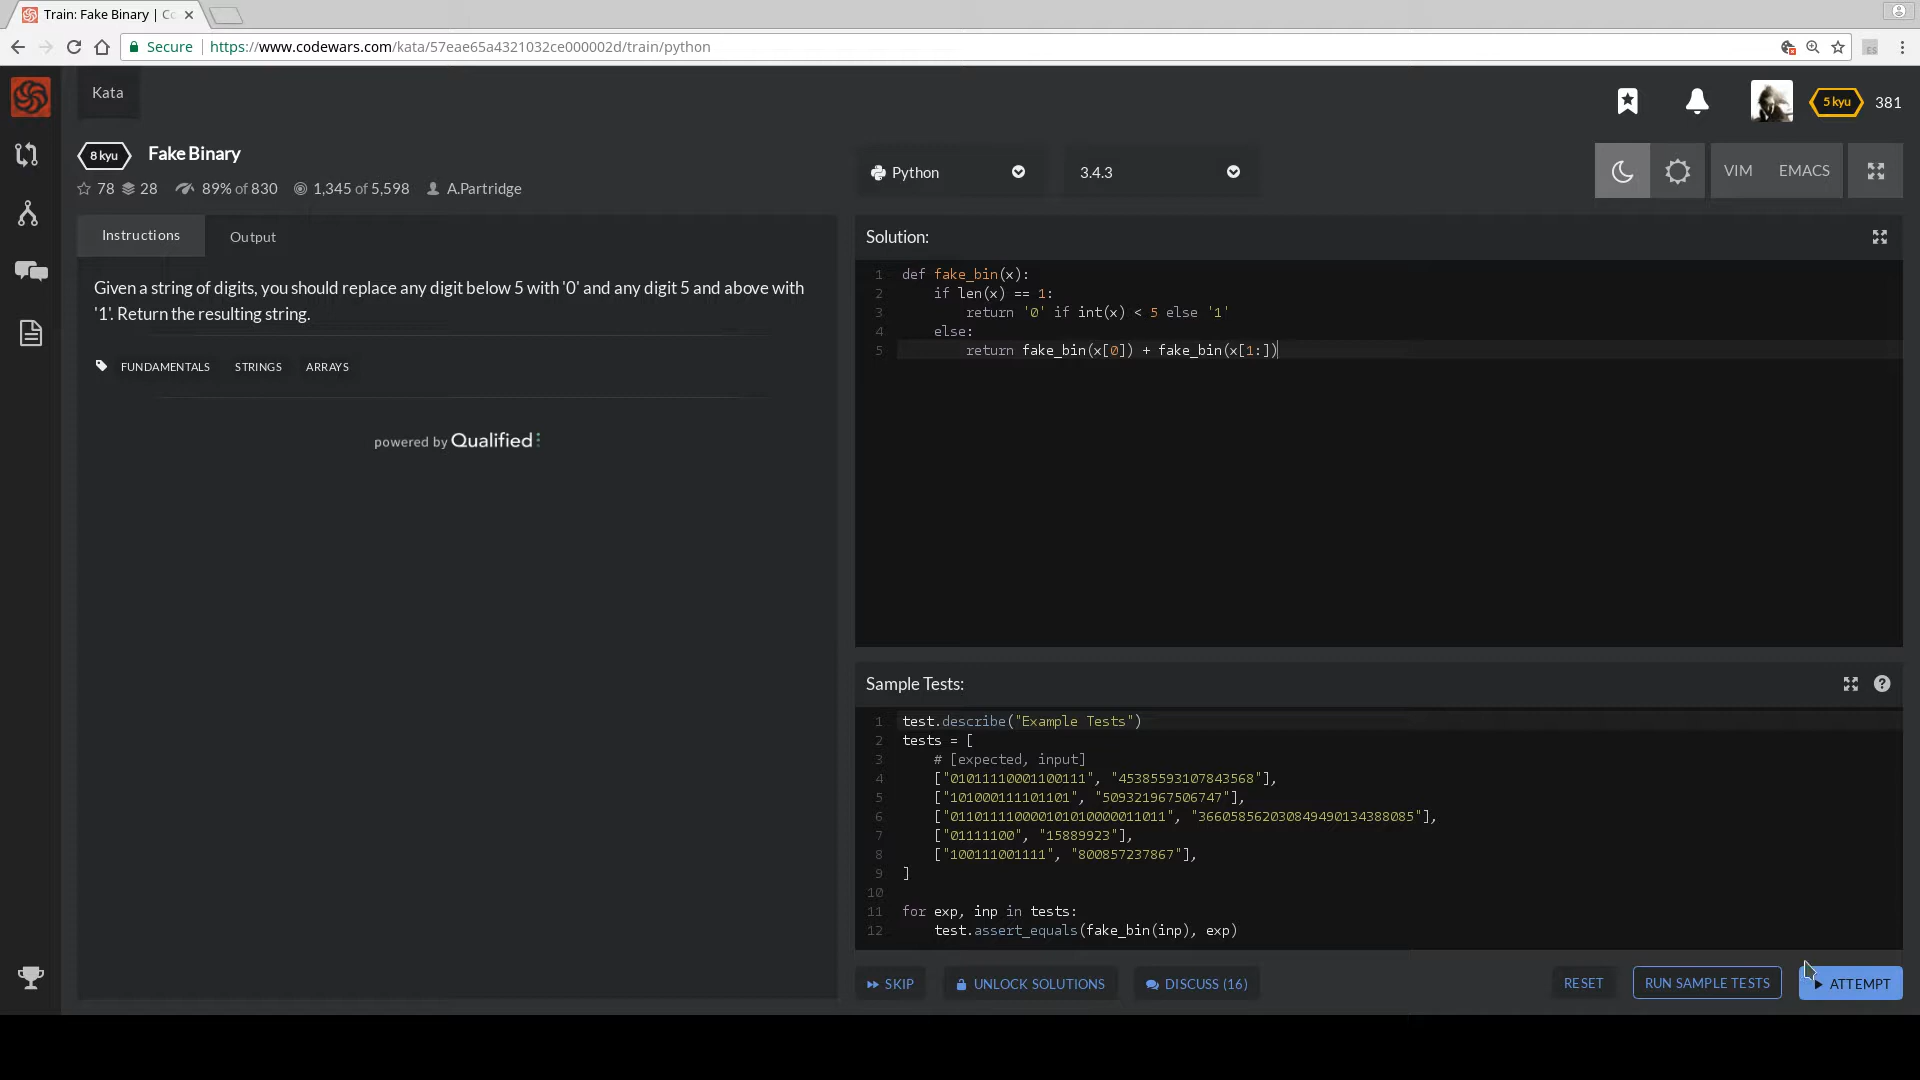 Train: Fake Binary | Co
Secure
https://www.codewars.com/kata/57eae65a4321032ce000002d/train/python
ES
Kata
5 kyu
381
8 kyu
Fake Binary
78
28
89% of 830
1,345 of 5,598
A.Partridge
Python
3.4.3
VIM
EMACS
Instructions
Output
Given a string of digits, you should replace any digit below 5 with '0' and any digit 5 and above with
'1'. Return the resulting string.
FUNDAMENTALS
STRINGS
ARRAYS
powered by Qualified
Solution:
1 def fake_bin(x):
2     if len(x) == 1:
3         return '0' if int(x) < 5 else '1'
4     else:
5         return fake_bin(x[0]) + fake_bin(x[1:])
Sample Tests:
1 test.describe("Example Tests")
2 tests = [
3     # [expected, input]
4     ["01011110001100111", "45385593107843568"],
5     ["101000111101101", "509321967506747"],
6     ["011011110000101010000011011", "366058562030849490134388085"],
7     ["01111100", "15889923"],
8     ["100111001111", "800857237867"],
9 ]
10
11 for exp, inp in tests:
12     test.assert_equals(fake_bin(inp), exp)
SKIP
UNLOCK SOLUTIONS
DISCUSS (16)
RESET
RUN SAMPLE TESTS
ATTEMPT